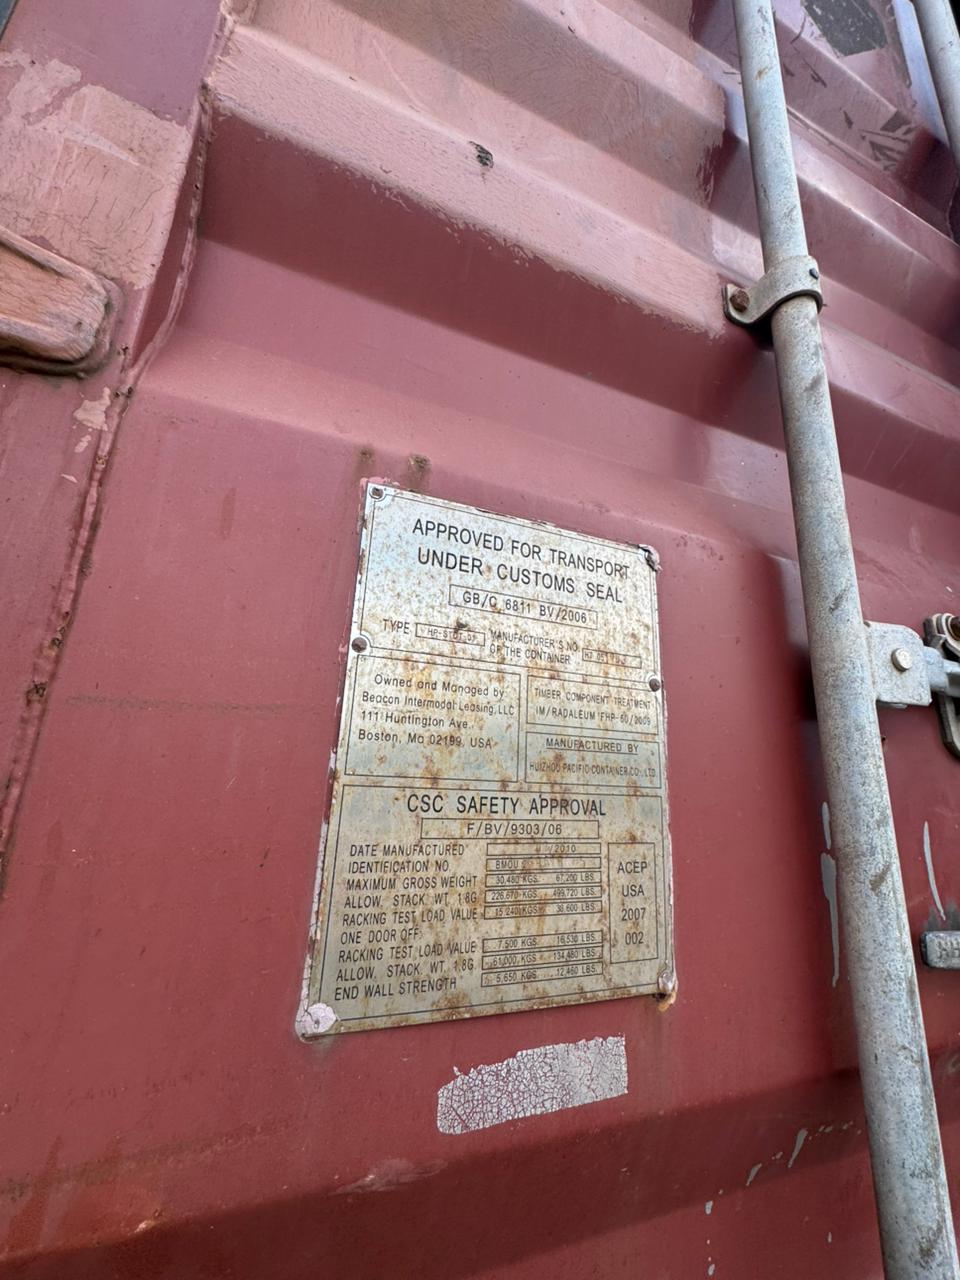 APPROVED FOR TRANSPORT
UNDER CUSTOMS SEAL
GB/C 6811 BV/2006
TYPE
MANUFACTURER'S NO.
OF THE CONTAINER
Owned and Managed by:
Beacon Intermodal Leasing, LLC
111 Huntington Ave.
Boston, Ma 02199, USA
TIMBER COMPONENT TREATMENT
IM/RADALEUM FHP-60/2006
MANUFACTURED BY
HUIZHOU PACIFIC CONTAINER CO., LTD.
CSC SAFETY APPROVAL
F/BV/9303/06
DATE MANUFACTURED /2010
IDENTIFICATION NO. BMOU
MAXIMUM GROSS WEIGHT 30,480 KGS 67,200 LBS.
ALLOW. STACK. WT. 1.8G 226,670 KGS 499,720 LBS.
RACKING TEST LOAD VALUE 15,240 KGS 33,600 LBS.
ONE DOOR OFF:
RACKING TEST LOAD VALUE 7,500 KGS 16,530 LBS.
ALLOW. STACK. WT. 1.8G 61,000 KGS 134,480 LBS.
END WALL STRENGTH 5,650 KGS 12,460 LBS.
ACEP
USA
2007
002